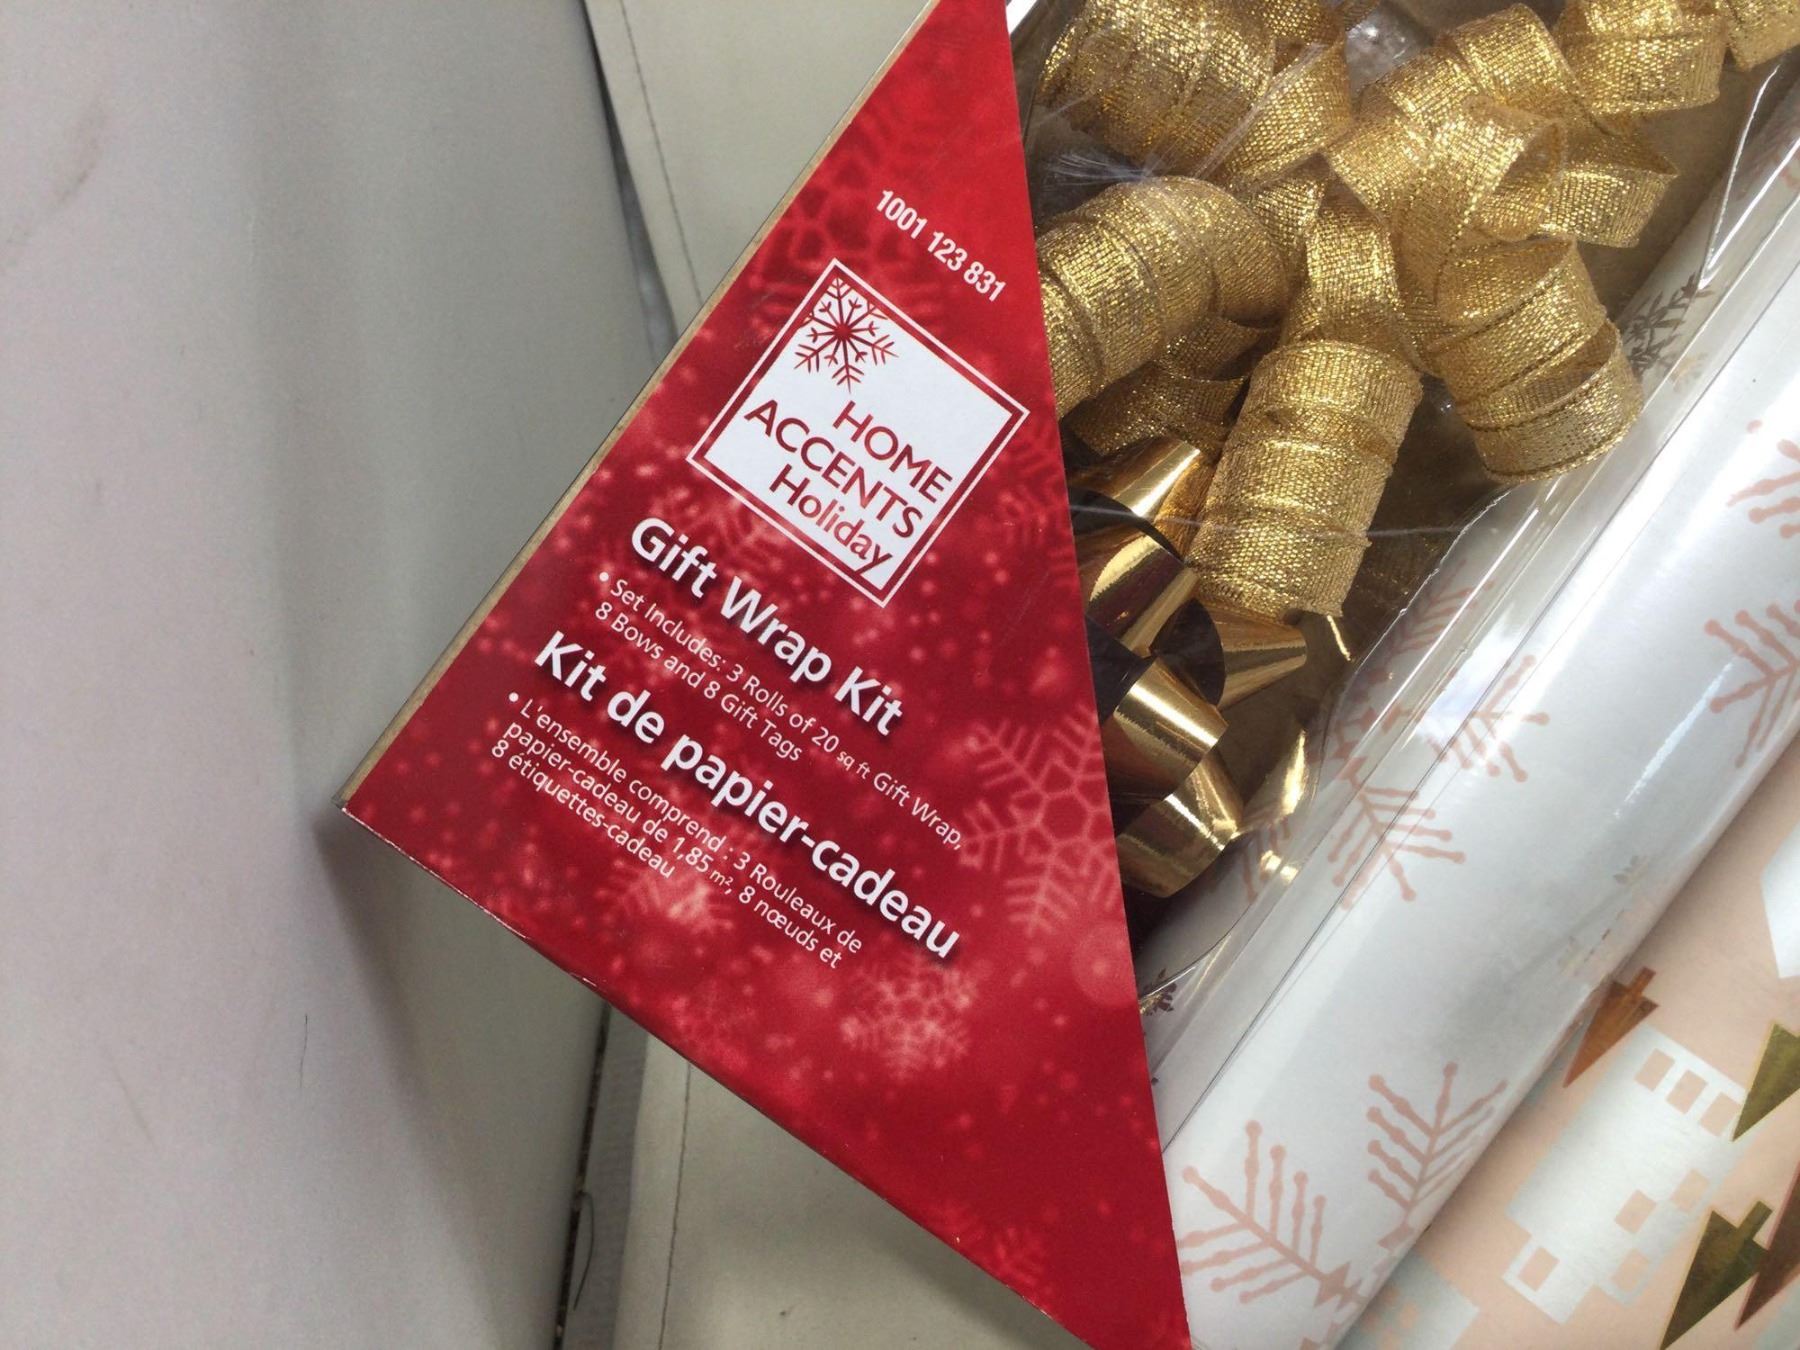 1001 123 831
HOME
ACCENTS
Holiday
Gift Wrap Kit
• Set Includes: 3 Rolls of 20 sq ft Gift Wrap,
8 Bows and 8 Gift Tags
Kit de papier-cadeau
• L'ensemble comprend : 3 Rouleaux de
papier-cadeau de 1,85 m², 8 nœuds et
8 étiquettes-cadeau